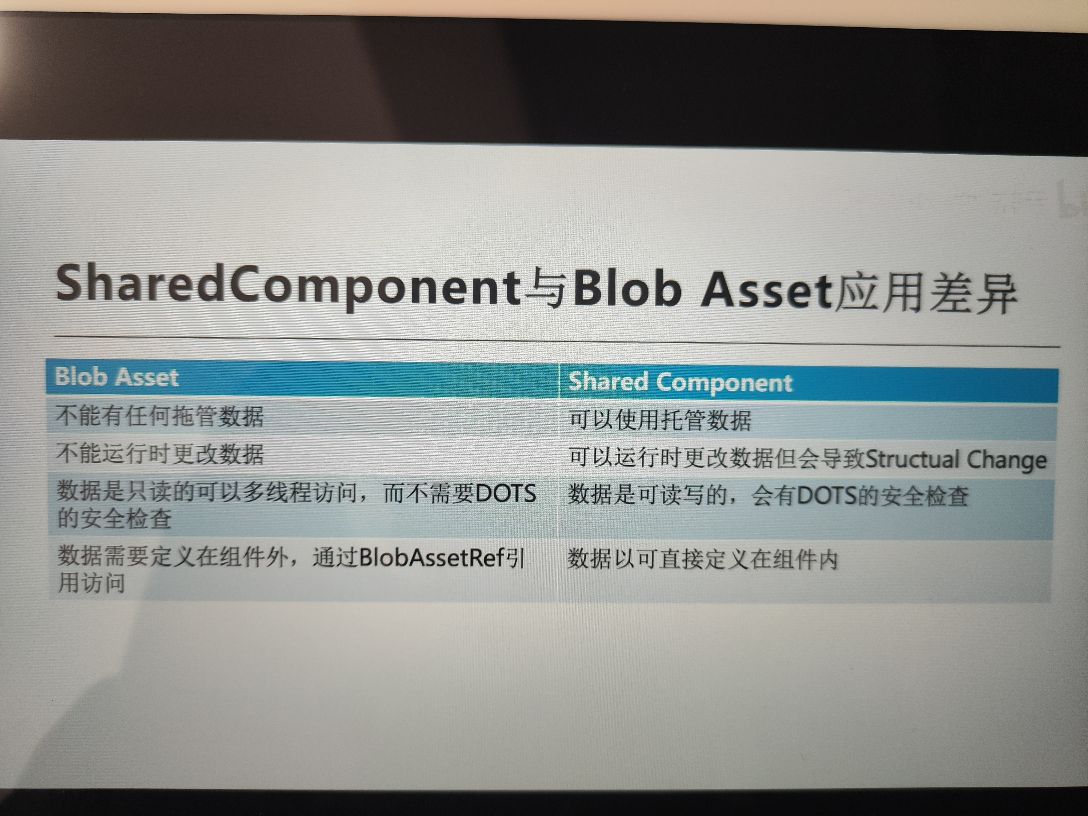 SharedComponent与Blob Asset应用差异
Blob Asset
Shared Component
不能有任何拖管数据
可以使用托管数据
不能运行时更改数据
可以运行时更改数据但会导致Structual Change
数据是只读的可以多线程访问，而不需要DOTS
的安全检查
数据是可读写的，会有DOTS的安全检查
数据需要定义在组件外，通过BlobAssetRef引
用访问
数据以可直接定义在组件内